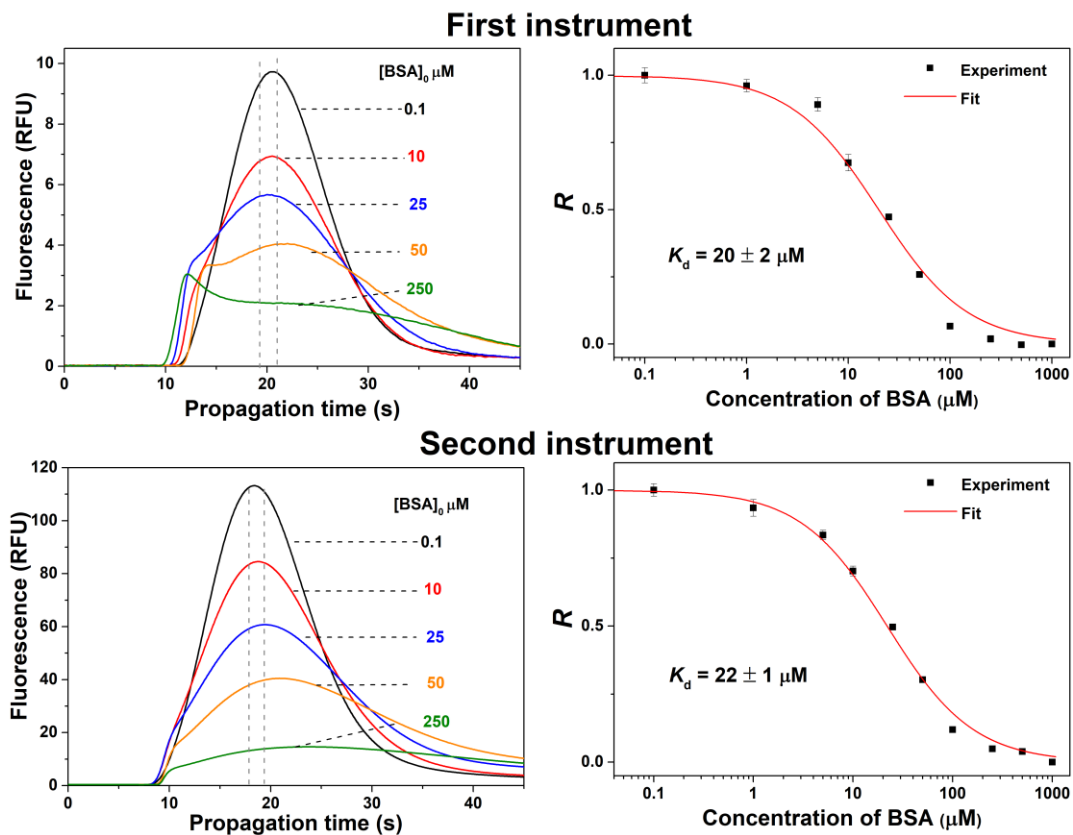 First instrument
Fluorescence (RFU)
10
8
6
4
2
0
[BSA]₀ μM
0.1
10
25
50
250
0
10
20
30
40
Propagation time (s)
R
1.0
0.5
0.0
Experiment
Fit
K_d = 20 ± 2 μM
0.1
1
10
100
1000
Concentration of BSA (μM)
Second instrument
Fluorescence (RFU)
120
100
80
60
40
20
0
[BSA]₀ μM
0.1
10
25
50
250
0
10
20
30
40
Propagation time (s)
R
1.0
0.5
0.0
Experiment
Fit
K_d = 22 ± 1 μM
0.1
1
10
100
1000
Concentration of BSA (μM)